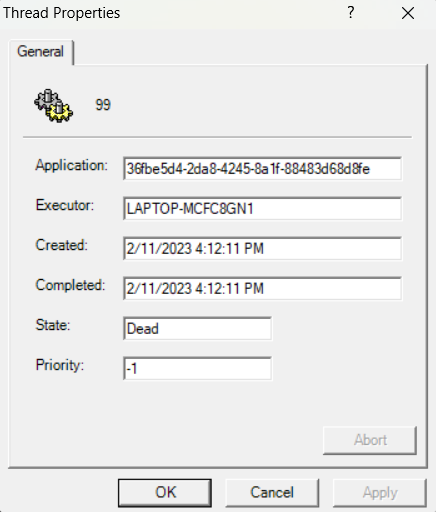 Thread Properties ?
General
99
Application: 36fbe5d4-2da8-4245-8a1f-88483d68d8fe
Executor: LAPTOP-MCFC8GN1
Created: 2/11/2023 4:12:11 PM
Completed: 2/11/2023 4:12:11 PM
State: Dead
Priority: -1
Abort
OK Cancel Apply